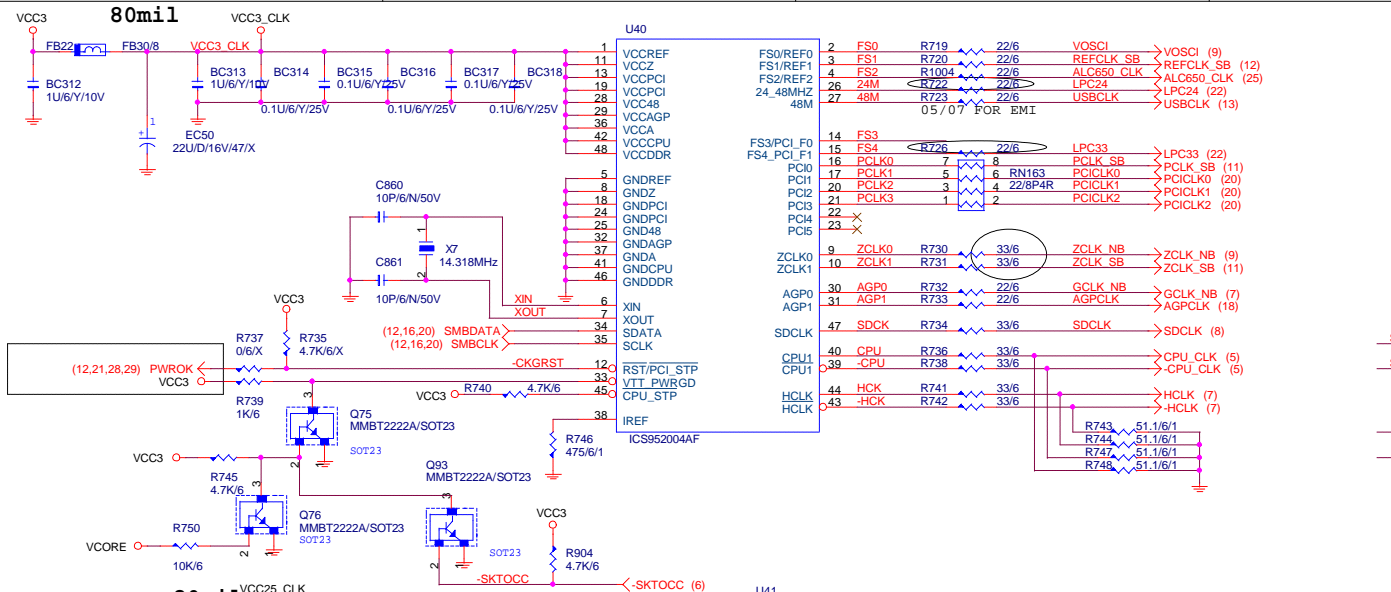 80mil
VCC3
VCC3_CLK
FB22
FB30/8
VCC3_CLK
BC312
1U/6/Y/10V
BC313
1U/6/Y/10V
BC314
0.1U/6/Y/25V
BC315
0.1U/6/Y/25V
BC316
0.1U/6/Y/25V
BC317
0.1U/6/Y/25V
BC318
0.1U/6/Y/25V
1
+
EC50
22U/D/16V/47/X
C860
10P/6/N/50V
1
X7
14.318MHz
2
C861
10P/6/N/50V
XIN
XOUT
(12,16,20) SMBDATA
(12,16,20) SMBCLK
U40
1 VCCREF
11 VCCZ
13 VCCPCI
19 VCCPCI
28 VCC48
29 VCCAGP
36 VCCA
42 VCCCPU
48 VCCDDR
5 GNDREF
8 GNDZ
18 GNDPCI
24 GNDPCI
25 GND48
32 GNDAGP
37 GNDA
41 GNDCPU
46 GNDDDR
6 XIN
7 XOUT
34 SDATA
35 SCLK
12 RST/PCI_STP
33 VTT_PWRGD
45 CPU_STP
38 IREF
ICS952004AF
FS0/REF0 2 FS0 R719 22/6 VOSCI VOSCI (9)
FS1/REF1 3 FS1 R720 22/6 REFCLK_SB REFCLK_SB (12)
FS2/REF2 4 FS2 R1004 22/6 ALC650_CLK ALC650_CLK (25)
24_48MHZ 26 24M R722 22/6 LPC24 LPC24 (22)
48M 27 48M R723 22/6 USBCLK USBCLK (13)
05/07 FOR EMI
FS3/PCI_F0 14 FS3
FS4_PCI_F1 15 FS4 R726 22/6 LPC33 LPC33 (22)
PCI0 16 PCLK0 7 8 PCLK_SB PCLK_SB (11)
PCI1 17 PCLK1 5 6 RN163 PCICLK0 PCICLK0 (20)
PCI2 20 PCLK2 3 4 22/8P4R PCICLK1 PCICLK1 (20)
PCI3 21 PCLK3 1 2 PCICLK2 PCICLK2 (20)
PCI4 22
PCI5 23
ZCLK0 9 ZCLK0 R730 33/6 ZCLK_NB ZCLK_NB (9)
ZCLK1 10 ZCLK1 R731 33/6 ZCLK_SB ZCLK_SB (11)
AGP0 30 AGP0 R732 22/6 GCLK_NB GCLK_NB (7)
AGP1 31 AGP1 R733 22/6 AGPCLK AGPCLK (18)
SDCLK 47 SDCK R734 33/6 SDCLK SDCLK (8)
CPU1 40 CPU R736 33/6 CPU_CLK (5)
CPU1 39 -CPU R738 33/6 -CPU_CLK (5)
HCLK 44 HCK R741 33/6 HCLK (7)
HCLK 43 -HCK R742 33/6 -HCLK (7)
R743 51.1/6/1
R744 51.1/6/1
R747 51.1/6/1
R748 51.1/6/1
VCC3
R737
0/6/X
R735
4.7K/6/X
(12,21,28,29) PWROK
VCC3
R739
1K/6
-CKGRST
VCC3
R740
4.7K/6
R746
475/6/1
3
Q75
MMBT2222A/SOT23
SOT23
2
1
VCC3
R745
4.7K/6
3
Q76
MMBT2222A/SOT23
SOT23
2
1
R750
VCORE
10K/6
Q93
MMBT2222A/SOT23
3
SOT23
2
1
VCC3
R904
4.7K/6
-SKTOCC
-SKTOCC (6)
VCC25_CLK
U41